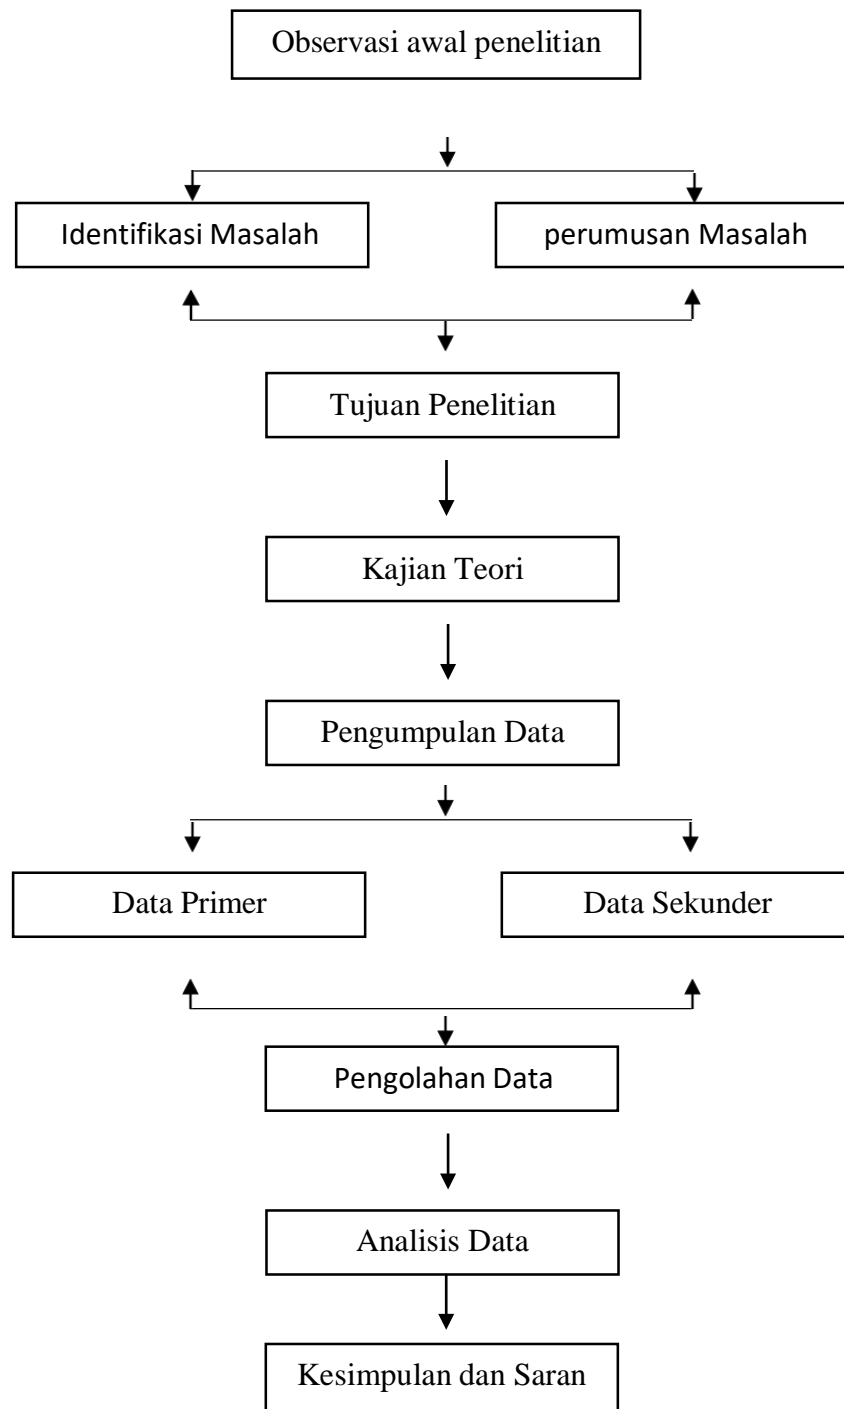 Observasi awal penelitian
Identifikasi Masalah
perumusan Masalah
Tujuan Penelitian
Kajian Teori
Pengumpulan Data
Data Primer
Data Sekunder
Pengolahan Data
Analisis Data
Kesimpulan dan Saran